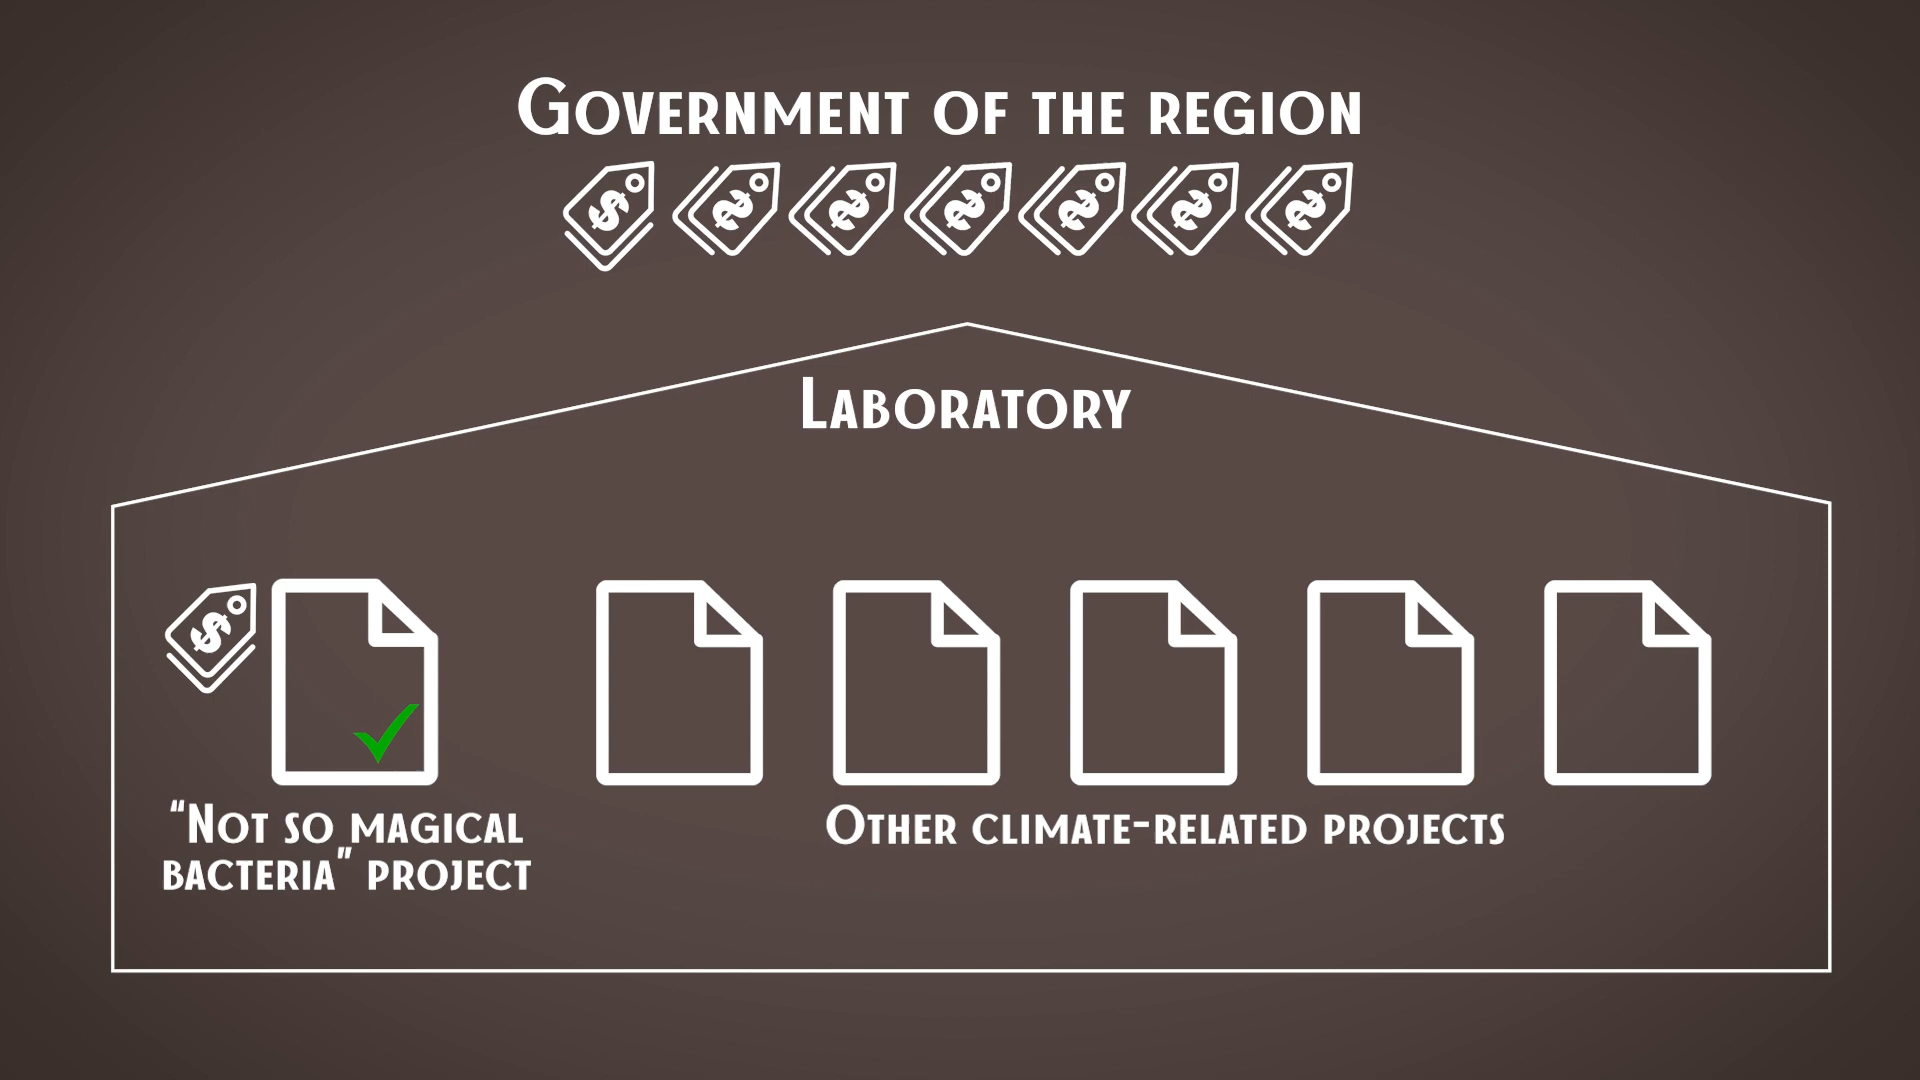 Government of the region
$ $ $ $ $ $ $
Laboratory
$
“Not so magical
bacteria” project
Other climate-related projects